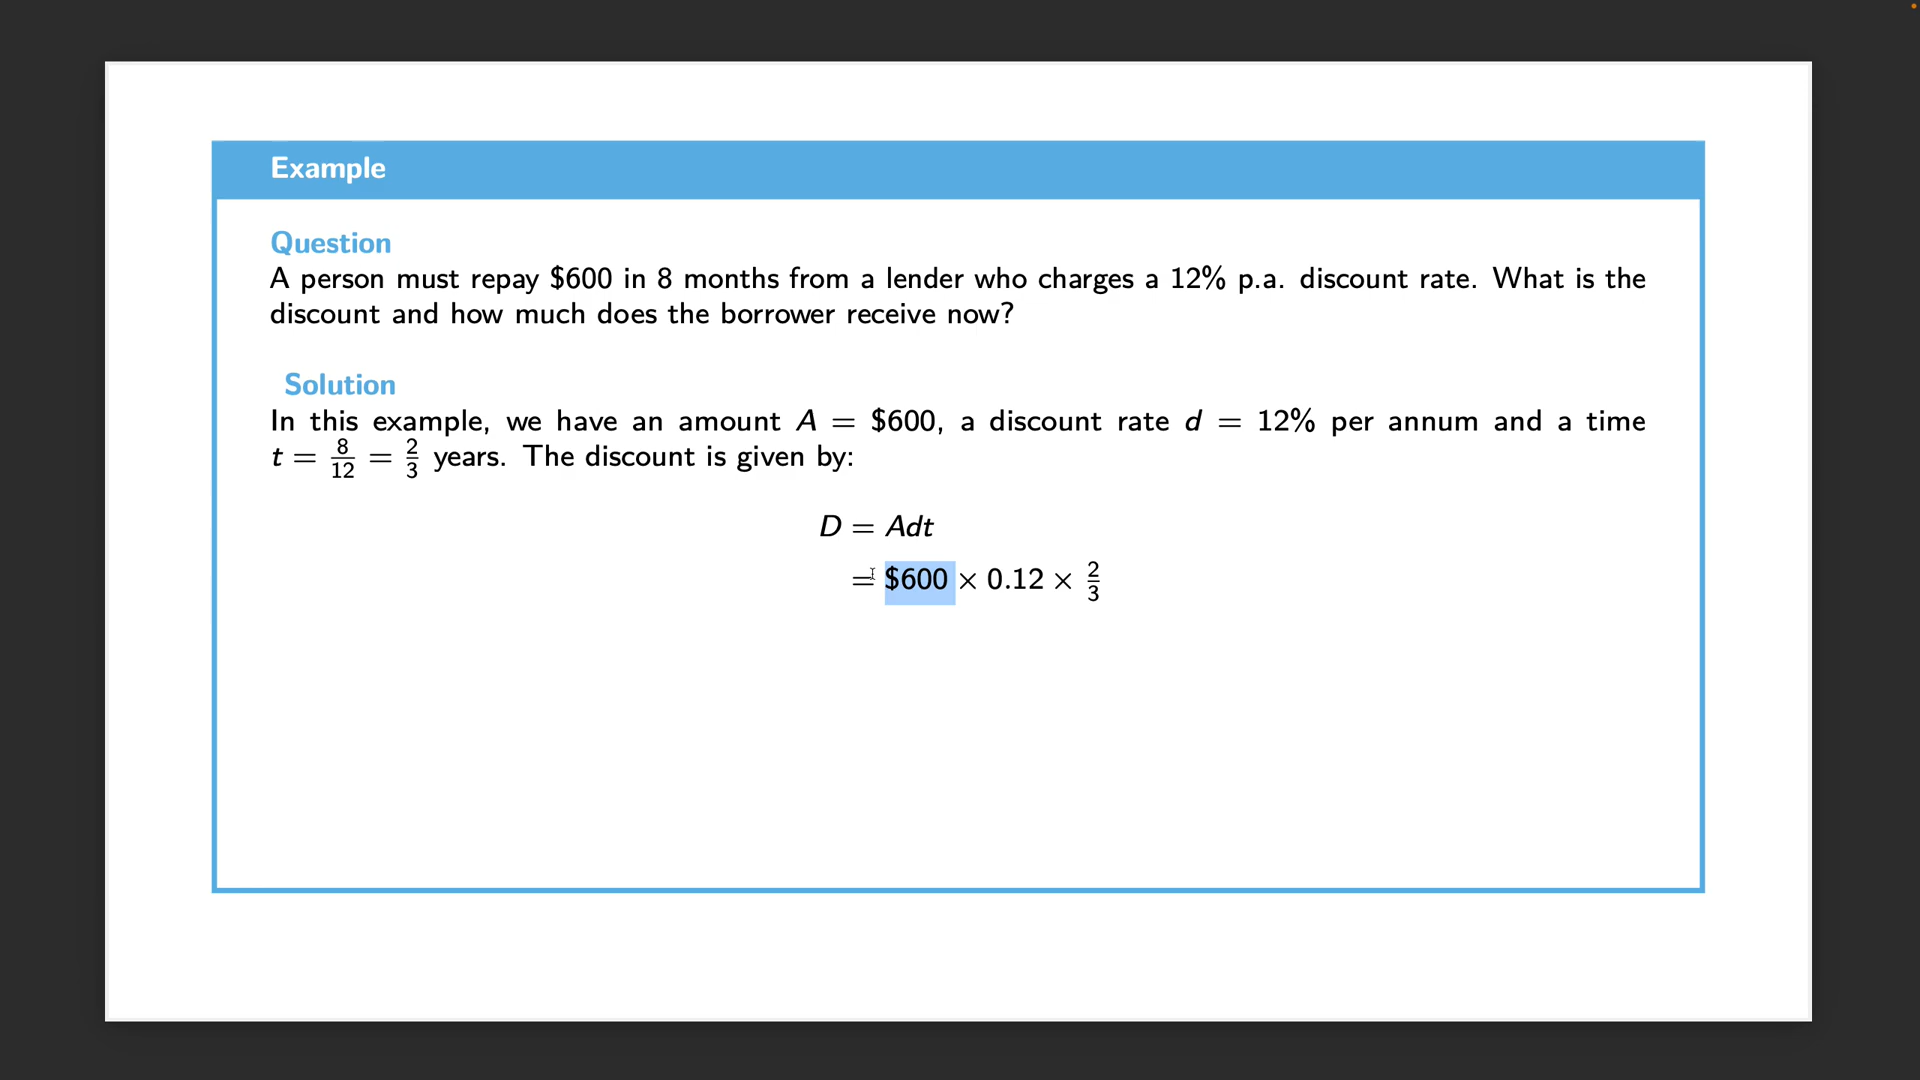 Example
Question
A person must repay $600 in 8 months from a lender who charges a 12% p.a. discount rate. What is the
discount and how much does the borrower receive now?
Solution
In this example, we have an amount A = $600, a discount rate d = 12% per annum and a time
t = 8/12 = 2/3 years. The discount is given by:
D = Adt
= $600 × 0.12 × 2/3